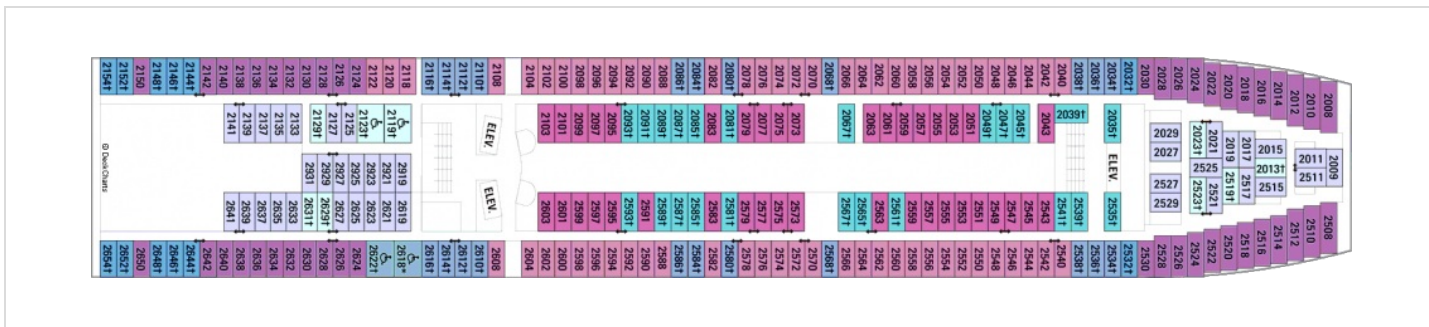 2154† 2152† 2150 2148† 2146† 2144† 2142 2140 2138 2136 2134 2132 2130 2128 2126 2124 2122 2120 2118 2116† 2114† 2112† 2110† 2108 2104 2102 2100 2098 2096 2094 2092 2090 2088 2086† 2084† 2082 2080† 2078 2076 2074 2072 2070 2068† 2066 2064 2062 2060 2058 2056 2054 2052 2050 2048 2046 2044 2042 2040 2038† 2036† 2034† 2032† 2030 2028 2026 2024 2022 2020 2018 2016 2014 2012 2010 2008
2141 2139 2137 2135 2133 2129† 2127 2125 2123† 2119† ELEV. 2103 2101 2099 2097 2095 2093† 2091† 2089† 2087† 2085† 2083 2081† 2079 2077 2075 2073 2067† 2063 2061 2059 2057 2055 2053 2051 2049† 2047† 2045† 2043 2039† 2035† 2029 2023† 2021 2019 2017 2015
2027 2013† 2011 2009
© DeckCharts
2931 2929 2927 2925 2923 2921 2919 ELEV. ELEV. 2525 2511
2527 2519† 2517 2515
2641 2639 2637 2635 2633 2631† 2629† 2627 2625 2623 2621 2619 2603 2601 2599 2597 2595 2593† 2591 2589† 2587† 2585† 2583 2581† 2579 2577 2575 2573 2567† 2565† 2563 2561† 2559 2557 2555 2553 2551 2549 2547 2545 2543 2541† 2539† 2535† 2529 2523† 2521
2654† 2652† 2650 2648† 2646† 2644† 2642 2640 2638 2636 2634 2632 2630 2628 2626 2624 2622† 2618* 2616† 2614† 2612† 2610† 2608 2604 2602 2600 2598 2596 2594 2592 2590 2588 2586† 2584† 2582 2580† 2578 2576 2574 2572 2570 2568† 2566 2564 2562 2560 2558 2556 2554 2552 2550 2548 2546 2544 2542 2540 2538† 2536† 2534† 2532† 2530 2528 2526 2524 2522 2520 2518 2516 2514 2512 2510 2508